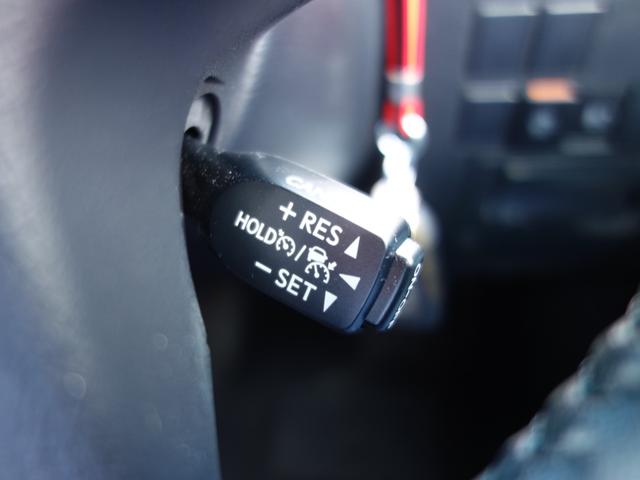 + RES
HOLD /
− SET